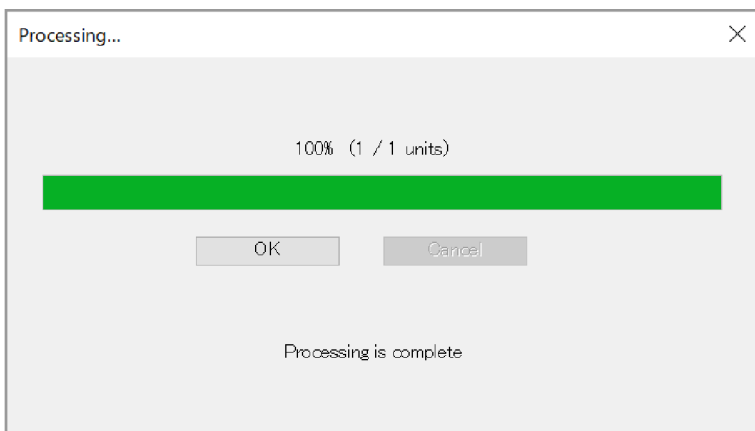 Processing...
100% (1 / 1 units)
OK
Cancel
Processing is complete